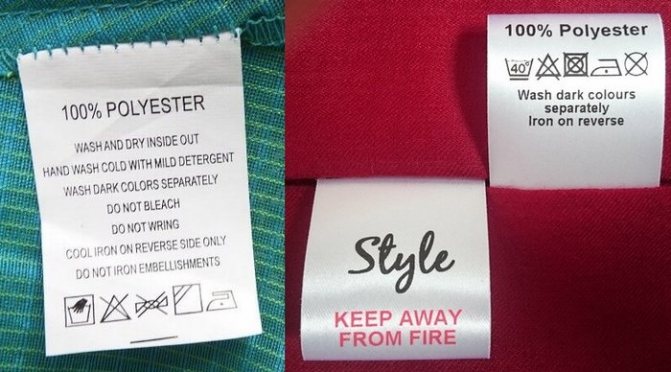 100% POLYESTER
WASH AND DRY INSIDE OUT
HAND WASH COLD WITH MILD DETERGENT
WASH DARK COLORS SEPARATELY
DO NOT BLEACH
DO NOT WRING
COOL IRON ON REVERSE SIDE ONLY
DO NOT IRON EMBELLISHMENTS
100% Polyester
40°
Wash dark colours
separately
Iron on reverse
Style
KEEP AWAY
FROM FIRE